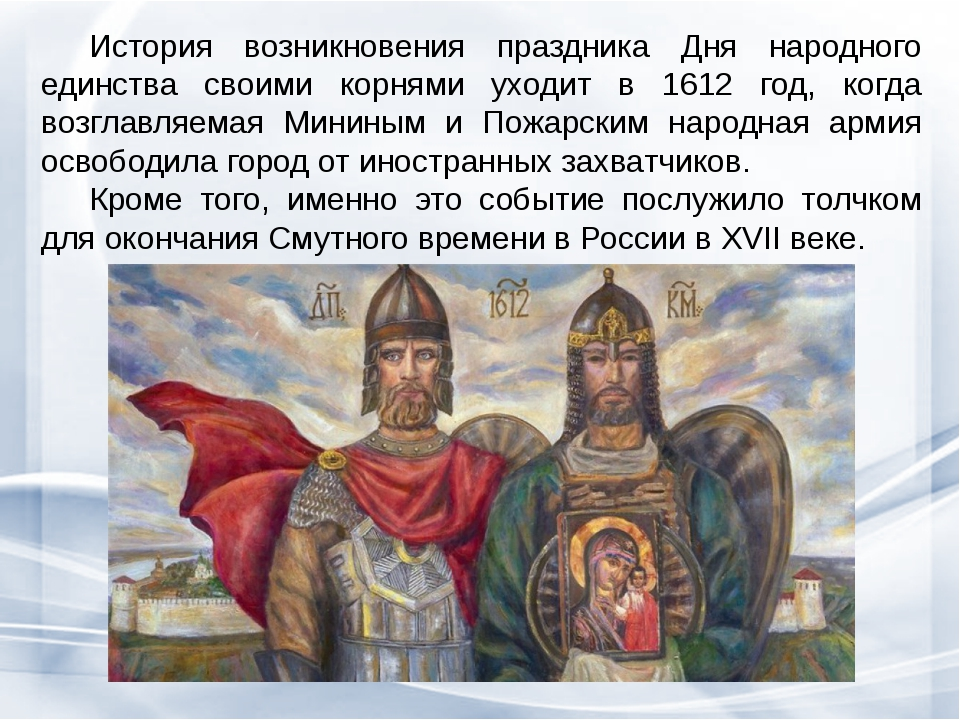 История возникновения праздника Дня народного
единства своими корнями уходит в 1612 год, когда
возглавляемая Мининым и Пожарским народная армия
освободила город от иностранных захватчиков.
Кроме того, именно это событие послужило толчком
для окончания Смутного времени в России в XVII веке.
ДП 1612 КМ